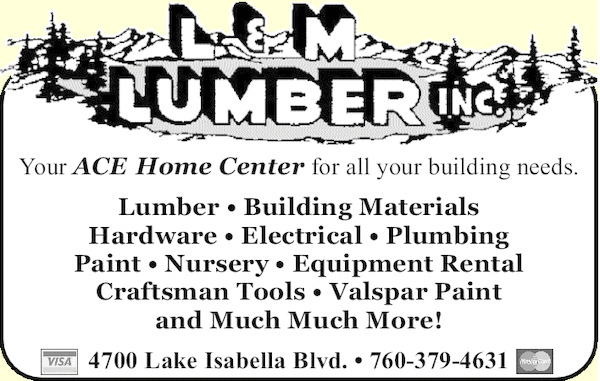 L & M
LUMBER INC.
Your ACE Home Center for all your building needs.
Lumber • Building Materials
Hardware • Electrical • Plumbing
Paint • Nursery • Equipment Rental
Craftsman Tools • Valspar Paint
and Much Much More!
VISA 4700 Lake Isabella Blvd. • 760-379-4631 MasterCard